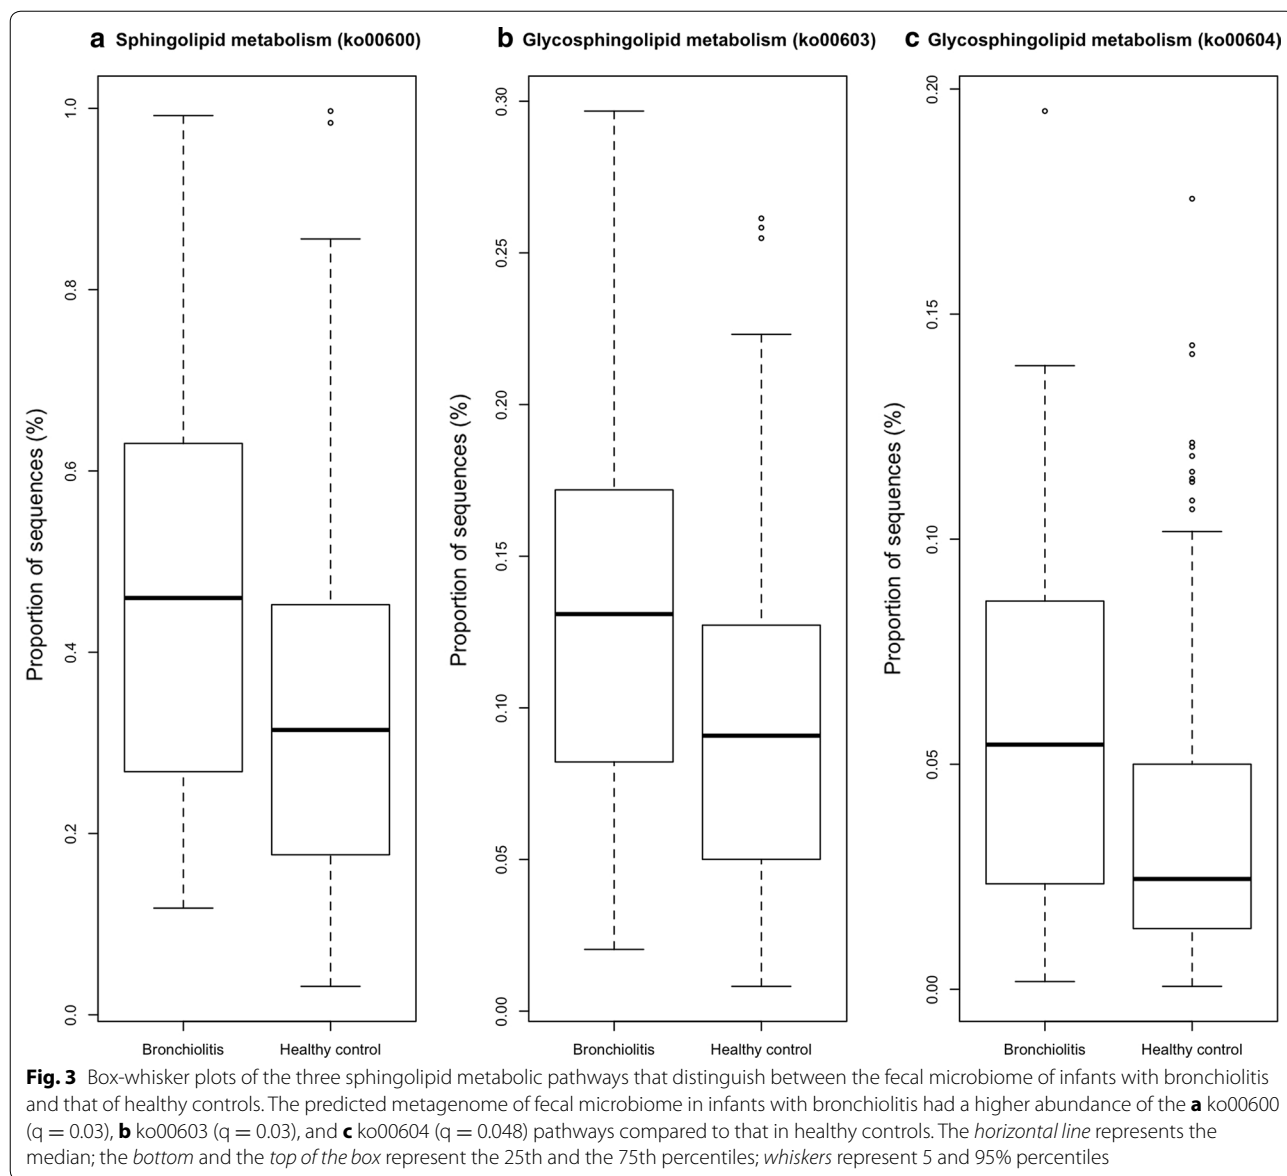 a Sphingolipid metabolism (ko00600)
b Glycosphingolipid metabolism (ko00603)
c Glycosphingolipid metabolism (ko00604)
Proportion of sequences (%)
1.0
0.8
0.6
0.4
0.2
0.0
Bronchiolitis
Healthy control
Proportion of sequences (%)
0.30
0.25
0.20
0.15
0.10
0.05
0.00
Bronchiolitis
Healthy control
Proportion of sequences (%)
0.20
0.15
0.10
0.05
0.00
Bronchiolitis
Healthy control
Fig. 3 Box-whisker plots of the three sphingolipid metabolic pathways that distinguish between the fecal microbiome of infants with bronchiolitis
and that of healthy controls. The predicted metagenome of fecal microbiome in infants with bronchiolitis had a higher abundance of the a ko00600
(q = 0.03), b ko00603 (q = 0.03), and c ko00604 (q = 0.048) pathways compared to that in healthy controls. The horizontal line represents the
median; the bottom and the top of the box represent the 25th and the 75th percentiles; whiskers represent 5 and 95% percentiles